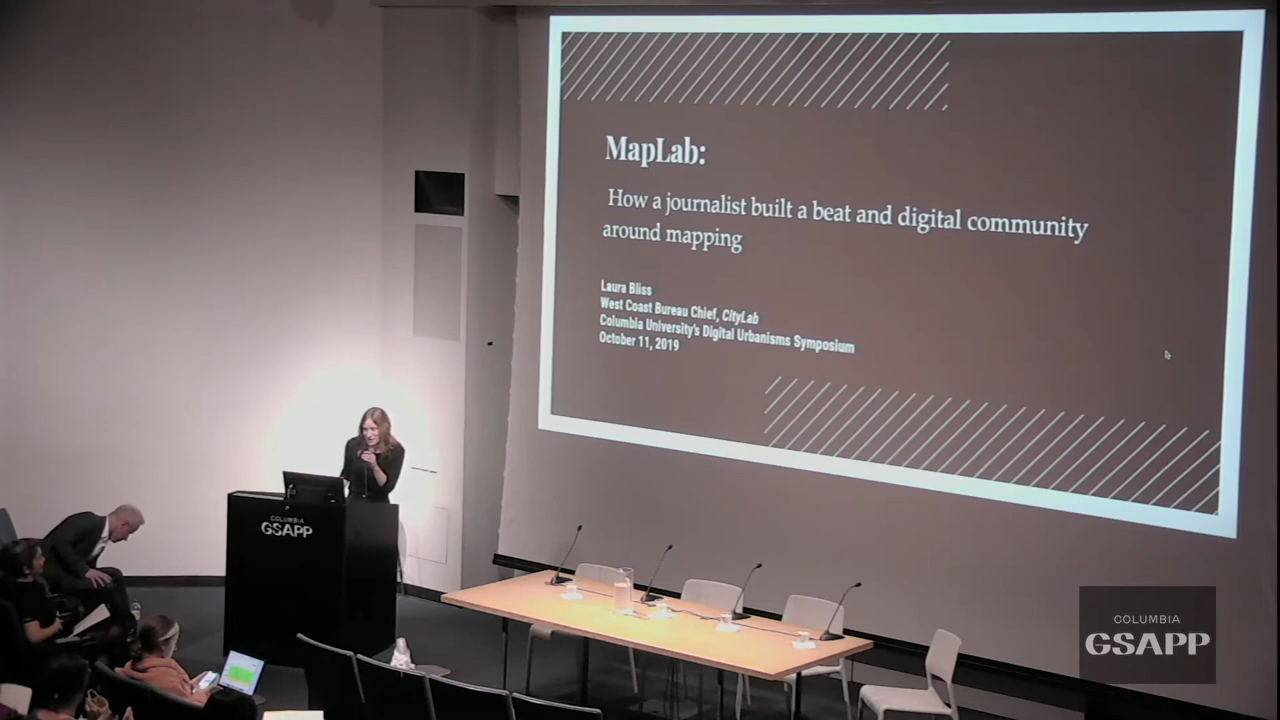 MapLab:
How a journalist built a beat and digital community
around mapping
Laura Bliss
West Coast Bureau Chief, CityLab
Columbia University's Digital Urbanisms Symposium
October 11, 2019
COLUMBIA
GSAPP
COLUMBIA
GSAPP